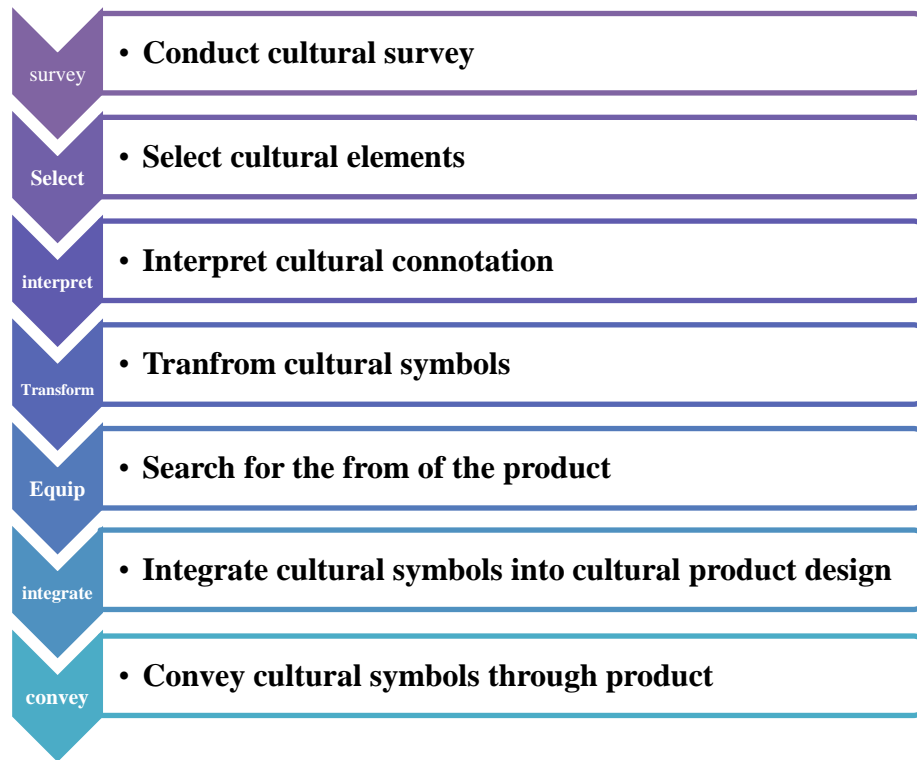 survey
• Conduct cultural survey
Select
• Select cultural elements
interpret
• Interpret cultural connotation
Transform
• Tranfrom cultural symbols
Equip
• Search for the from of the product
integrate
• Integrate cultural symbols into cultural product design
convey
• Convey cultural symbols through product